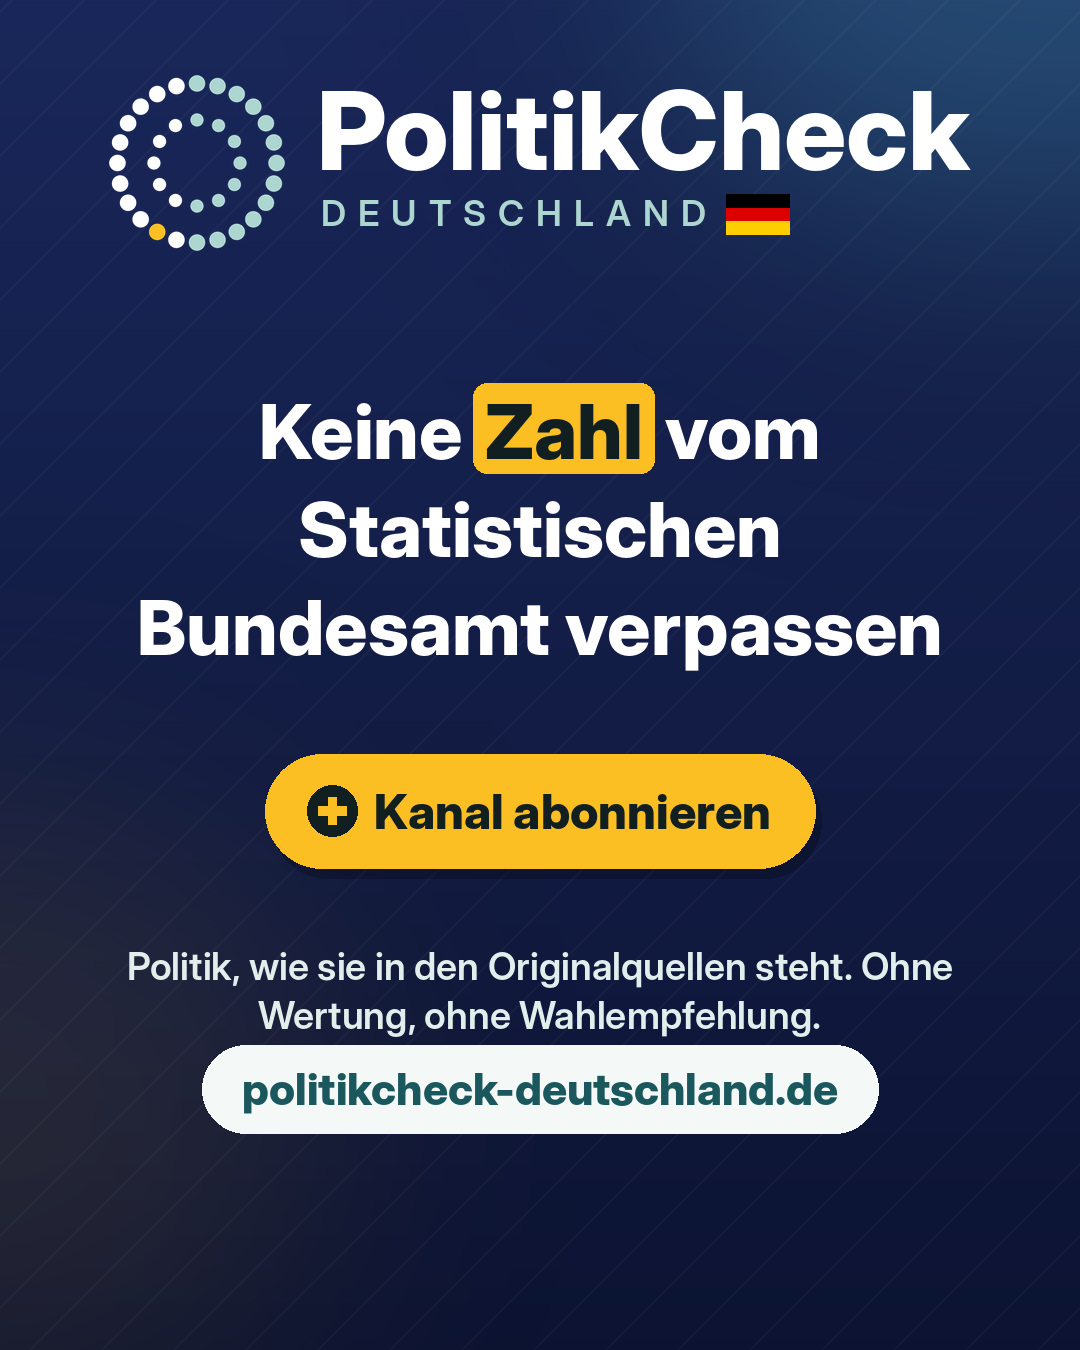 PolitikCheck
DEUTSCHLAND
Keine Zahl vom
Statistischen
Bundesamt verpassen
Kanal abonnieren
Politik, wie sie in den Originalquellen steht. Ohne
Wertung, ohne Wahlempfehlung.
politikcheck-deutschland.de